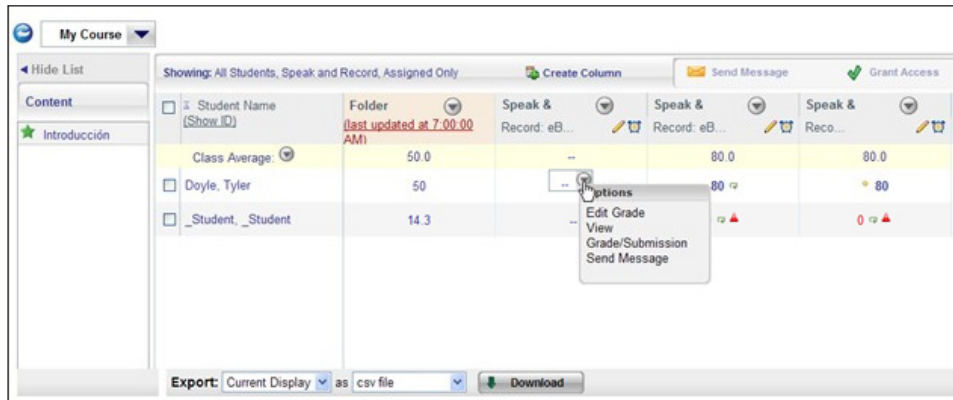 My Course
Hide List
Content
Introducción
Showing: All Students, Speak and Record, Assigned Only
Create Column
Send Message
Grant Access
Student Name
(Show ID)
Folder
(last updated at 7:00:00
AM)
Speak &
Record: eB...
Speak &
Record: eB...
Speak &
Reco...
Class Average: 50.0 -- 80.0 80.0
Doyle, Tyler 50 -- 80 80
_Student, _Student 14.3 -- 0
Options
Edit Grade
View
Grade/Submission
Send Message
Export: Current Display as csv file Download